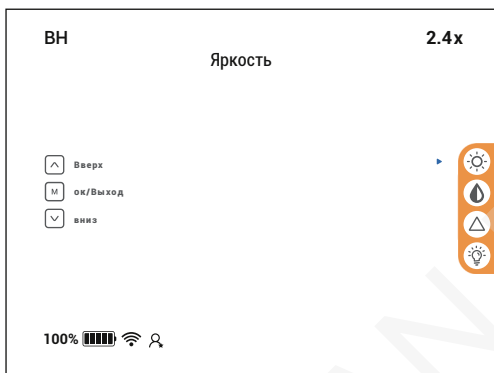 BH 2.4x
Яркость
Вверх
M ок/Выход
вниз
100%